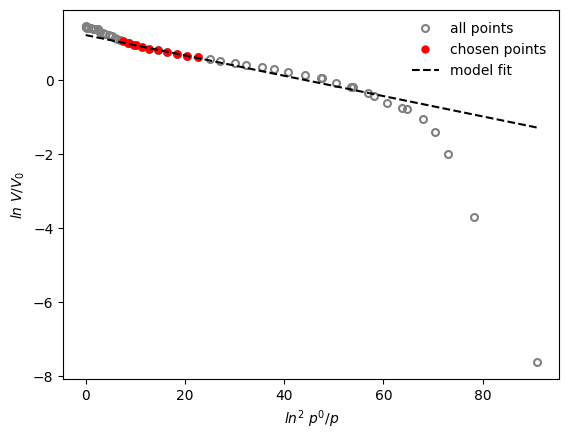 all points
chosen points
model fit
0
−2
−4
−6
−8
ln V/V₀
0 20 40 60 80
ln² p⁰/p